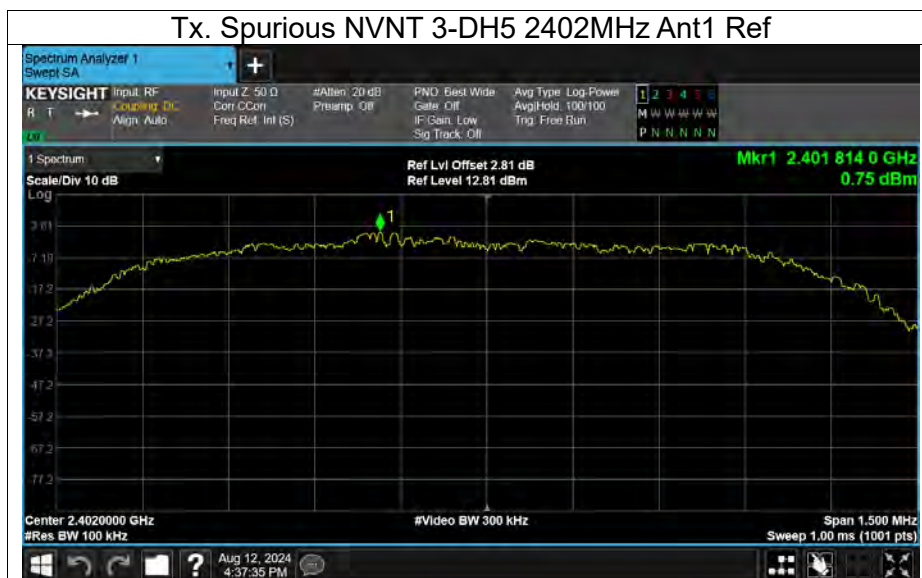 Tx. Spurious NVNT 3-DH5 2402MHz Ant1 Ref
Spectrum Analyzer 1
Swept SA
+
KEYSIGHT
R T
Input: RF
Coupling: DC
Align: Auto
Input Z: 50 Ω
Corr CCorr
Freq Ref: Int (S)
#Atten: 20 dB
Preamp: Off
PNO: Best Wide
Gate: Off
IF Gain: Low
Sig Track: Off
Avg Type: Log-Power
Avg|Hold: 100/100
Trig: Free Run
1 2 3 4 5 6
M W W W W W
P N N N N N
1 Spectrum
Scale/Div 10 dB
Log
Ref Lvl Offset 2.81 dB
Ref Level 12.81 dBm
Mkr1 2.401 814 0 GHz
0.75 dBm
1
2.81
-7.19
-17.2
-27.2
-37.3
-47.2
-57.2
-67.2
-77.2
Center 2.4020000 GHz
#Res BW 100 kHz
#Video BW 300 kHz
Span 1.500 MHz
Sweep 1.00 ms (1001 pts)
?
Aug 12, 2024
4:37:35 PM